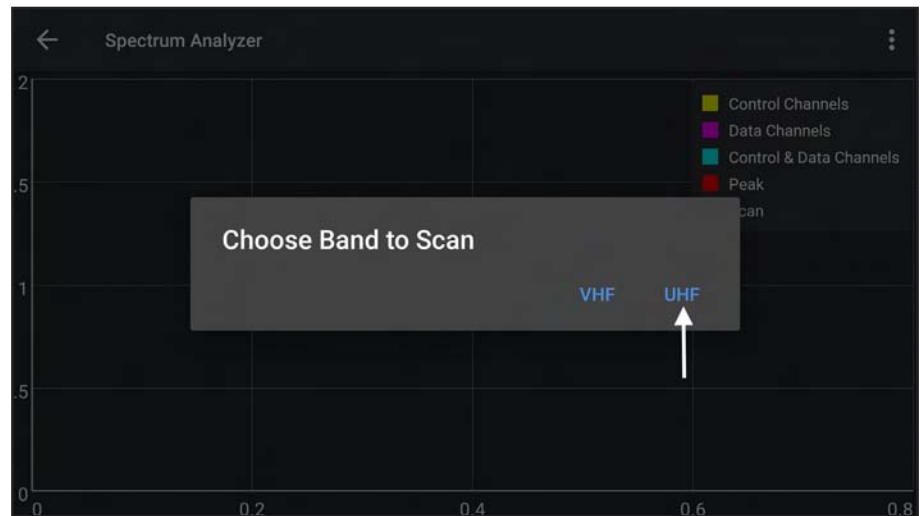 Spectrum Analyzer
2
Control Channels
Data Channels
Control & Data Channels
.5
Peak
can
Choose Band to Scan
1
VHF UHF
.5
0
0 0.2 0.4 0.6 0.8